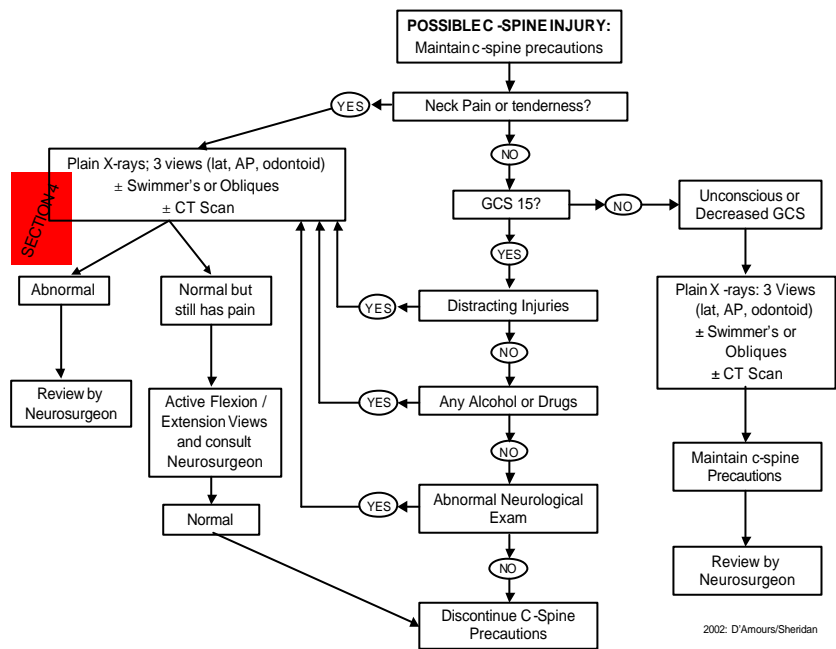 POSSIBLE C -SPINE INJURY:
Maintain c-spine precautions
YES
Neck Pain or tenderness?
NO
Plain X-rays; 3 views (lat, AP, odontoid)
± Swimmer's or Obliques
± CT Scan
SECTION 4
GCS 15?
NO
Unconscious or
Decreased GCS
YES
Abnormal
Normal but
still has pain
YES
Distracting Injuries
Plain X -rays: 3 Views
(lat, AP, odontoid)
± Swimmer's or
Obliques
± CT Scan
NO
Review by
Neurosurgeon
Active Flexion /
Extension Views
and consult
Neurosurgeon
YES
Any Alcohol or Drugs
NO
Maintain c-spine
Precautions
Normal
YES
Abnormal Neurological
Exam
NO
Review by
Neurosurgeon
Discontinue C -Spine
Precautions
2002: D'Amours/Sheridan